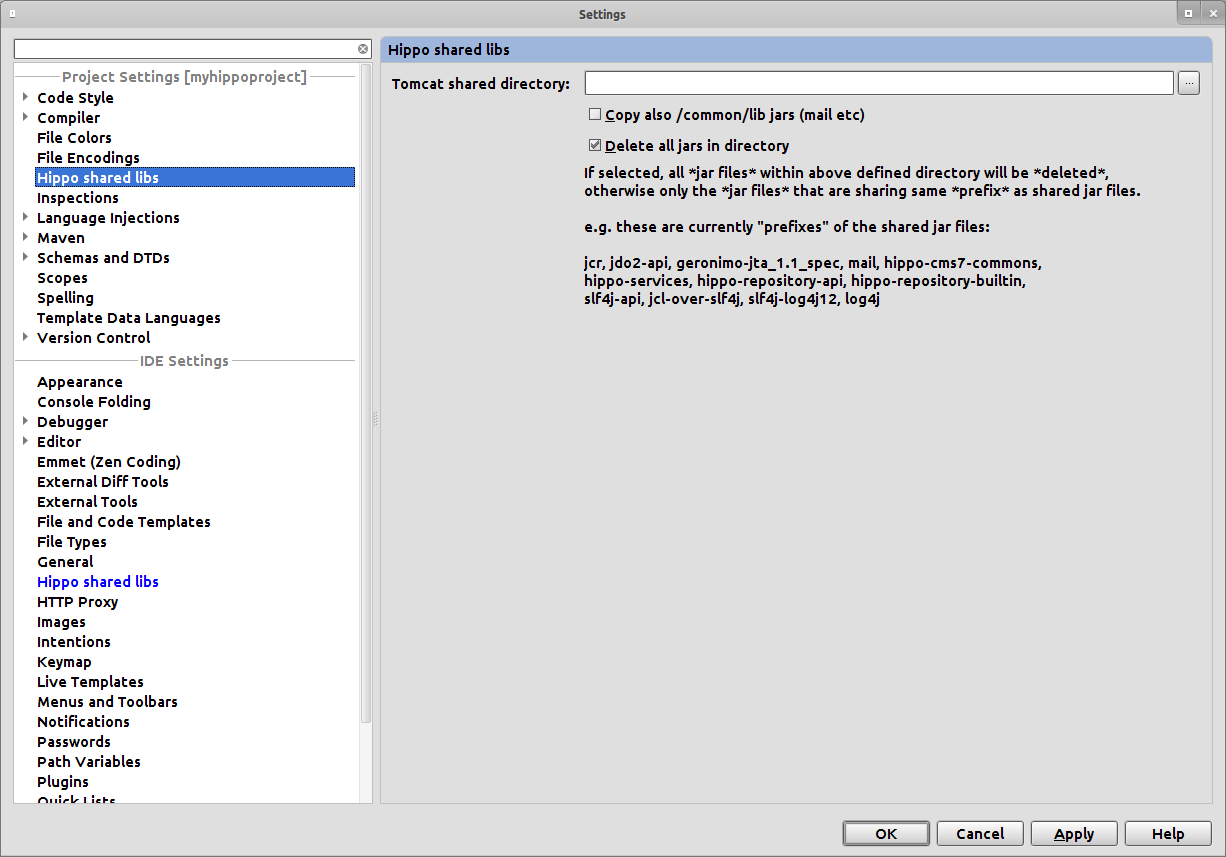 Settings
Project Settings [myhippoproject]
Code Style
Compiler
File Colors
File Encodings
Hippo shared libs
Inspections
Language Injections
Maven
Schemas and DTDs
Scopes
Spelling
Template Data Languages
Version Control
IDE Settings
Appearance
Console Folding
Debugger
Editor
Emmet (Zen Coding)
External Diff Tools
External Tools
File and Code Templates
File Types
General
Hippo shared libs
HTTP Proxy
Images
Intentions
Keymap
Live Templates
Menus and Toolbars
Notifications
Passwords
Path Variables
Plugins
Quick Lists
Hippo shared libs
Tomcat shared directory:
...
Copy also /common/lib jars (mail etc)
Delete all jars in directory
If selected, all *jar files* within above defined directory will be *deleted*,
otherwise only the *jar files* that are sharing same *prefix* as shared jar files.
e.g. these are currently "prefixes" of the shared jar files:
jcr, jdo2-api, geronimo-jta_1.1_spec, mail, hippo-cms7-commons,
hippo-services, hippo-repository-api, hippo-repository-builtin,
slf4j-api, jcl-over-slf4j, slf4j-log4j12, log4j
OK
Cancel
Apply
Help